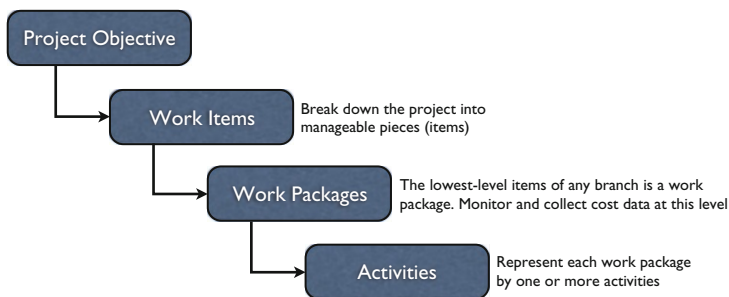 Project Objective
Work Items
Break down the project into
manageable pieces (items)
Work Packages
The lowest-level items of any branch is a work
package. Monitor and collect cost data at this level
Activities
Represent each work package
by one or more activities